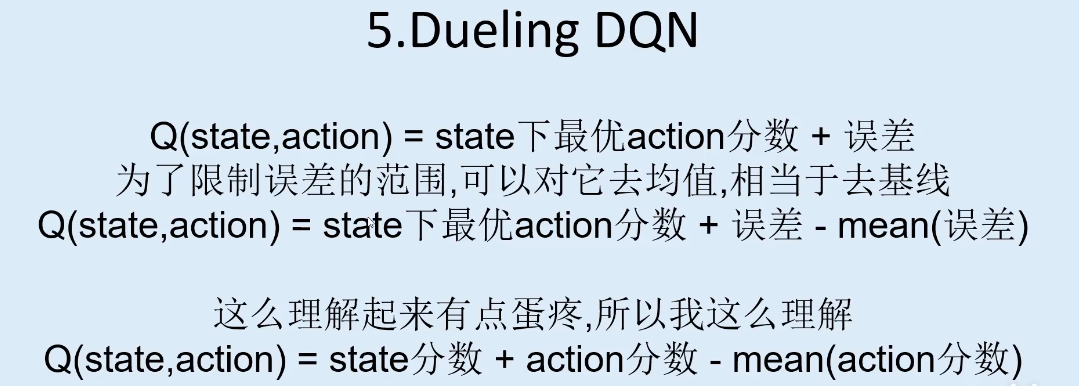 5.Dueling DQN
Q(state,action) = state下最优action分数 + 误差
为了限制误差的范围,可以对它去均值,相当于去基线
Q(state,action) = state下最优action分数 + 误差 - mean(误差)
这么理解起来有点蛋疼,所以我这么理解
Q(state,action) = state分数 + action分数 - mean(action分数)